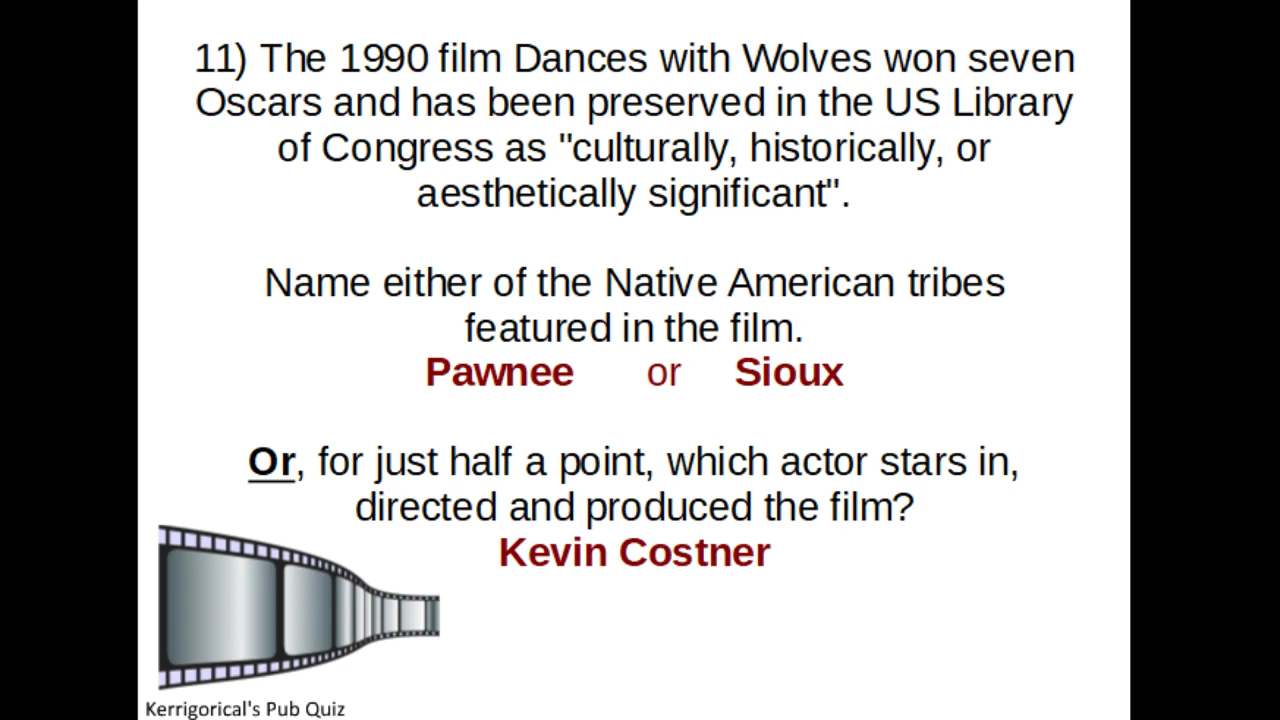 11) The 1990 film Dances with Wolves won seven
Oscars and has been preserved in the US Library
of Congress as "culturally, historically, or
aesthetically significant".
Name either of the Native American tribes
featured in the film.
Pawnee or Sioux
Or, for just half a point, which actor stars in,
directed and produced the film?
Kevin Costner
Kerrigorical's Pub Quiz